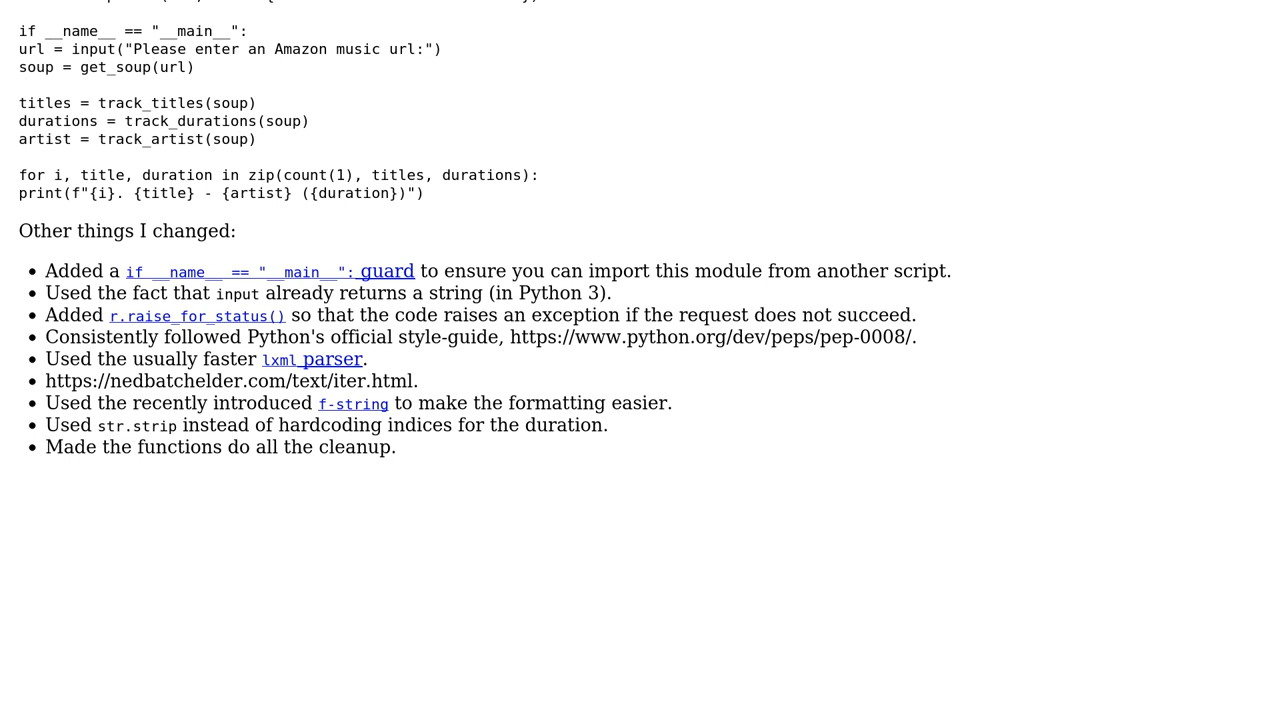 if __name__ == "__main__":
url = input("Please enter an Amazon music url:")
soup = get_soup(url)
titles = track_titles(soup)
durations = track_durations(soup)
artist = track_artist(soup)
for i, title, duration in zip(count(1), titles, durations):
print(f"{i}. {title} - {artist} ({duration})")
Other things I changed:
• Added a if __name__ == "__main__": guard to ensure you can import this module from another script.
• Used the fact that input already returns a string (in Python 3).
• Added r.raise_for_status() so that the code raises an exception if the request does not succeed.
• Consistently followed Python's official style-guide, https://www.python.org/dev/peps/pep-0008/.
• Used the usually faster lxml parser.
• https://nedbatchelder.com/text/iter.html.
• Used the recently introduced f-string to make the formatting easier.
• Used str.strip instead of hardcoding indices for the duration.
• Made the functions do all the cleanup.